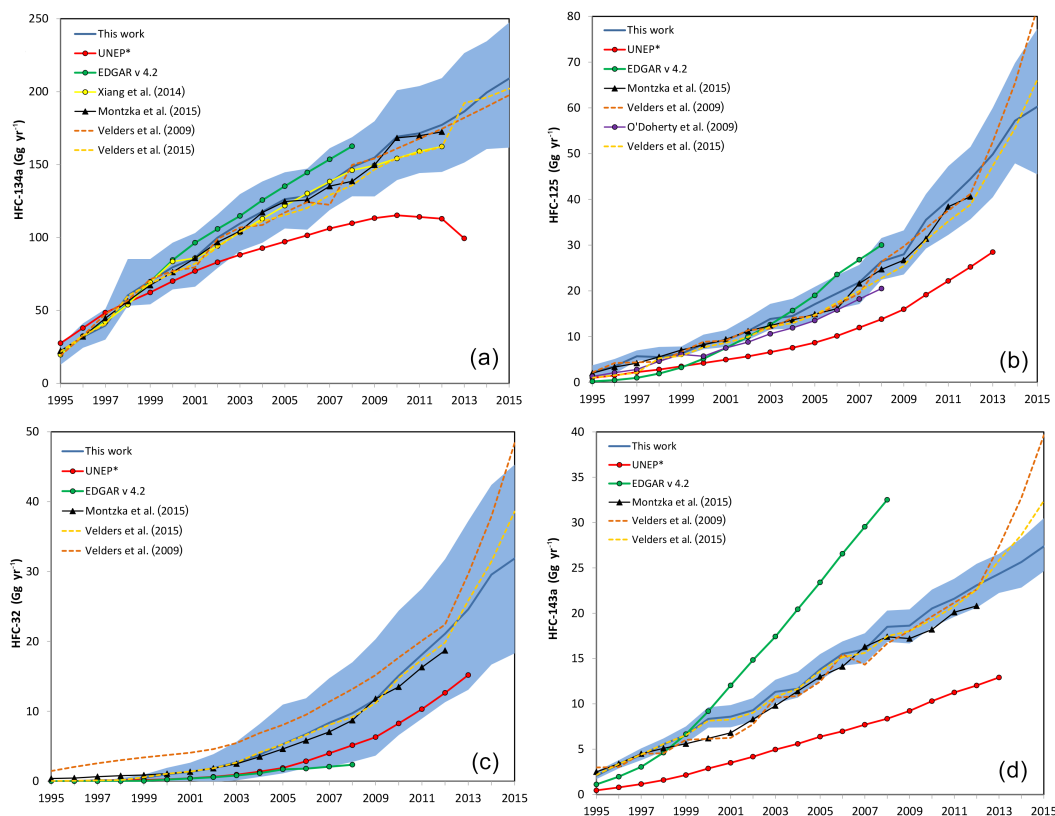 250
200
150
100
50
0
HFC-134a (Gg yr-1)
This work
UNEP*
EDGAR v 4.2
Xiang et al. (2014)
Montzka et al. (2015)
Velders et al. (2009)
Velders et al. (2015)
(a)
1995 1997 1999 2001 2003 2005 2007 2009 2011 2013 2015
80
70
60
50
40
30
20
10
0
HFC-125 (Gg yr-1)
This work
UNEP*
EDGAR v 4.2
Montzka et al. (2015)
Velders et al. (2009)
O'Doherty et al. (2009)
Velders et al. (2015)
(b)
1995 1997 1999 2001 2003 2005 2007 2009 2011 2013 2015
50
40
30
20
10
0
HFC-32 (Gg yr-1)
This work
UNEP*
EDGAR v 4.2
Montzka et al. (2015)
Velders et al. (2015)
Velders et al. (2009)
(c)
1995 1997 1999 2001 2003 2005 2007 2009 2011 2013 2015
40
35
30
25
20
15
10
5
0
HFC-143a (Gg yr-1)
This work
UNEP*
EDGAR v 4.2
Montzka et al. (2015)
Velders et al. (2009)
Velders et al. (2015)
(d)
1995 1997 1999 2001 2003 2005 2007 2009 2011 2013 2015